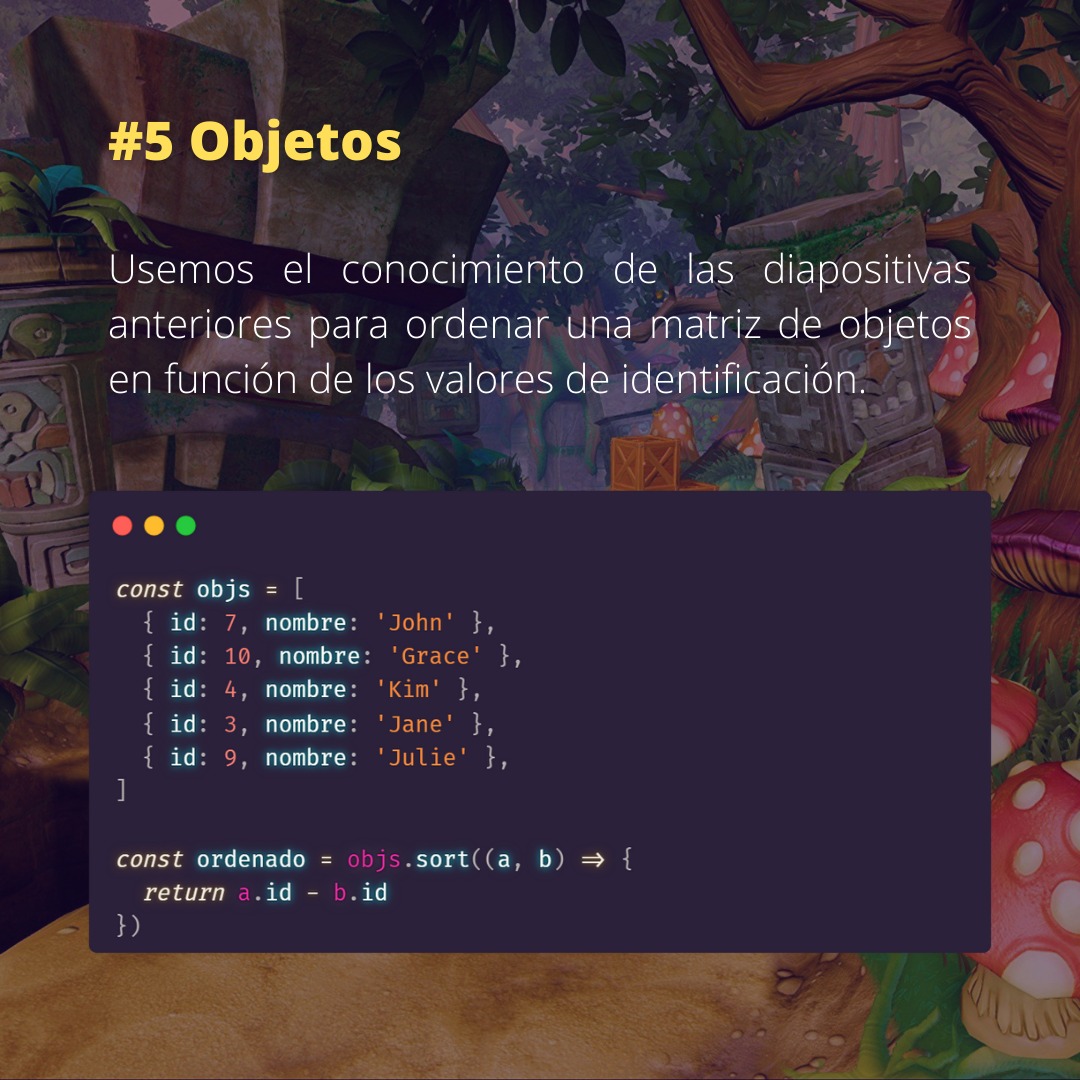 #5 Objetos
Usemos el conocimiento de las diapositivas
anteriores para ordenar una matriz de objetos
en función de los valores de identificación.
const objs = [
  { id: 7, nombre: 'John' },
  { id: 10, nombre: 'Grace' },
  { id: 4, nombre: 'Kim' },
  { id: 3, nombre: 'Jane' },
  { id: 9, nombre: 'Julie' },
]
const ordenado = objs.sort((a, b) => {
  return a.id - b.id
})